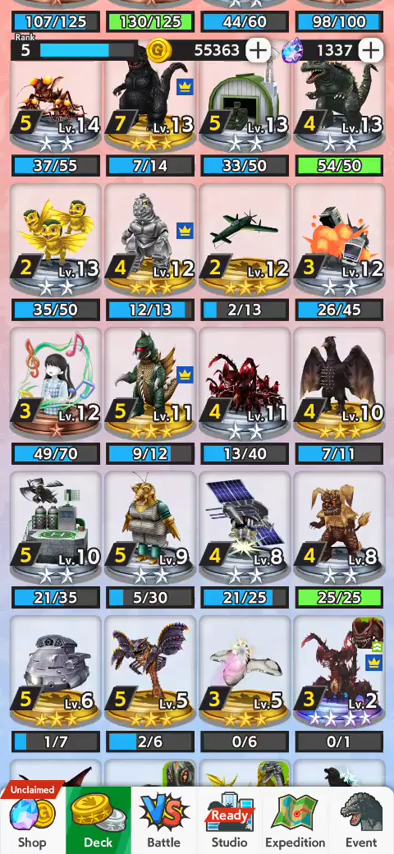 107/125 130/125 44/60 98/100
Rank
5 G 55363 + 1337 +
5 Lv.14 7 Lv.13 5 Lv.13 4 Lv.13
37/55 7/14 33/50 54/50
2 Lv.13 4 Lv.12 2 Lv.12 3 Lv.12
35/50 12/13 2/13 26/45
3 Lv.12 5 Lv.11 4 Lv.11 4 Lv.10
49/70 9/12 13/40 7/11
5 Lv.10 5 Lv.9 4 Lv.8 4 Lv.8
21/35 5/30 21/25 25/25
5 Lv.6 5 Lv.5 3 Lv.5 3 Lv.2
1/7 2/6 0/6 0/1
Unclaimed
VS Ready
Shop Deck Battle Studio Expedition Event